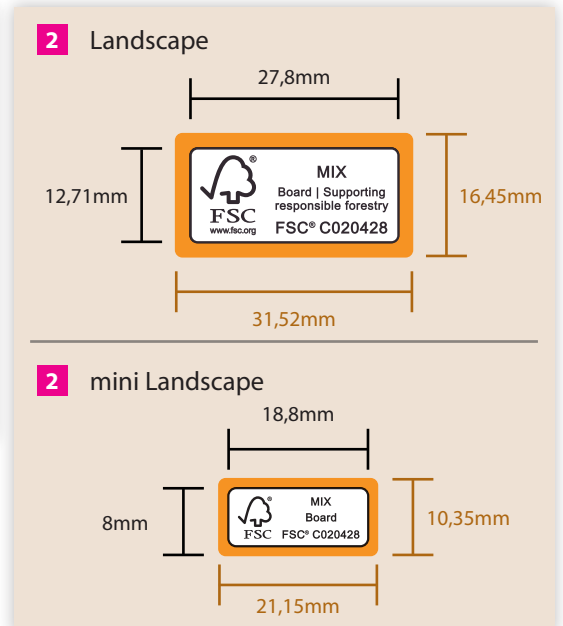 2 Landscape
27,8mm
12,71mm
FSC®
www.fsc.org
MIX
Board | Supporting
responsible forestry
FSC® C020428
16,45mm
31,52mm
2 mini Landscape
18,8mm
8mm
®
FSC
MIX
Board
FSC® C020428
10,35mm
21,15mm